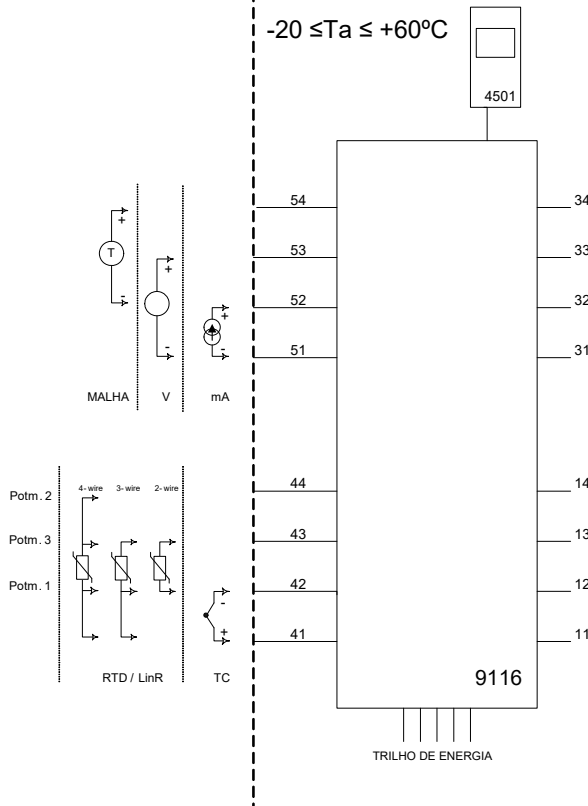 -20 ≤Ta ≤ +60ºC
4501
54
34
53
33
52
32
51
31
+
T
-
+
-
+
-
MALHA
V
mA
44
14
43
13
42
12
41
11
Potm. 2
Potm. 3
Potm. 1
4- wire
3- wire
2- wire
-
+
RTD / LinR
TC
9116
TRILHO DE ENERGIA